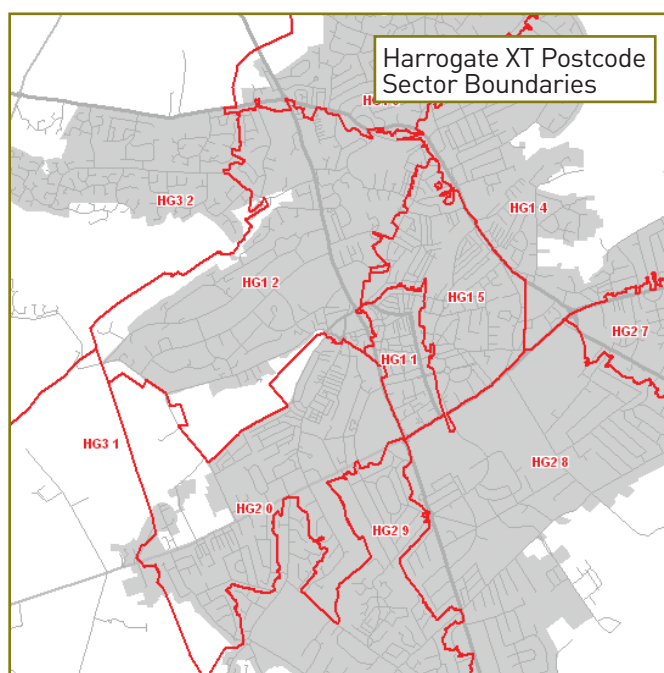 Harrogate XT Postcode
Sector Boundaries
HG3 2
HG1 4
HG1 2
HG1 5
HG2 7
HG1 1
HG3 1
HG2 8
HG2 0
HG2 9